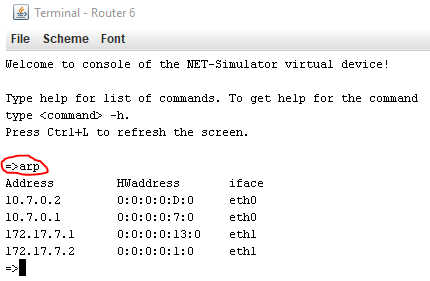 Terminal - Router 6
File Scheme Font
Welcome to console of the NET-Simulator virtual device!
Type help for list of commands. To get help for the command
type <command> -h.
Press Ctrl+L to refresh the screen.
=>arp
Address HWaddress iface
10.7.0.2 0:0:0:0:D:0 eth0
10.7.0.1 0:0:0:0:7:0 eth0
172.17.7.1 0:0:0:0:13:0 eth1
172.17.7.2 0:0:0:0:1:0 eth1
=>